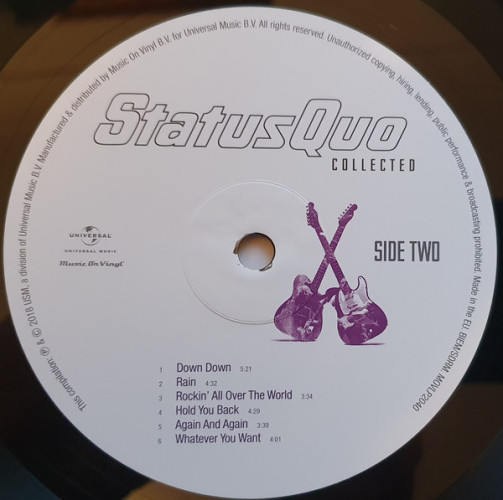 This compilation: ℗ & © 2018 USM, a division of Universal Music B.V. Manufactured & distributed by Music On Vinyl B.V. for Universal Music B.V. All rights reserved. Unauthorized copying, hiring, lending, public performance & broadcasting prohibited. Made in the EU. BIEM/SDRM. MOVLP2040
StatusQuo
COLLECTED
UNIVERSAL
UNIVERSAL MUSIC
Music On Vinyl
SIDE TWO
1 Down Down 5:21
2 Rain 4:32
3 Rockin' All Over The World 3:34
4 Hold You Back 4:29
5 Again And Again 3:39
6 Whatever You Want 4:01